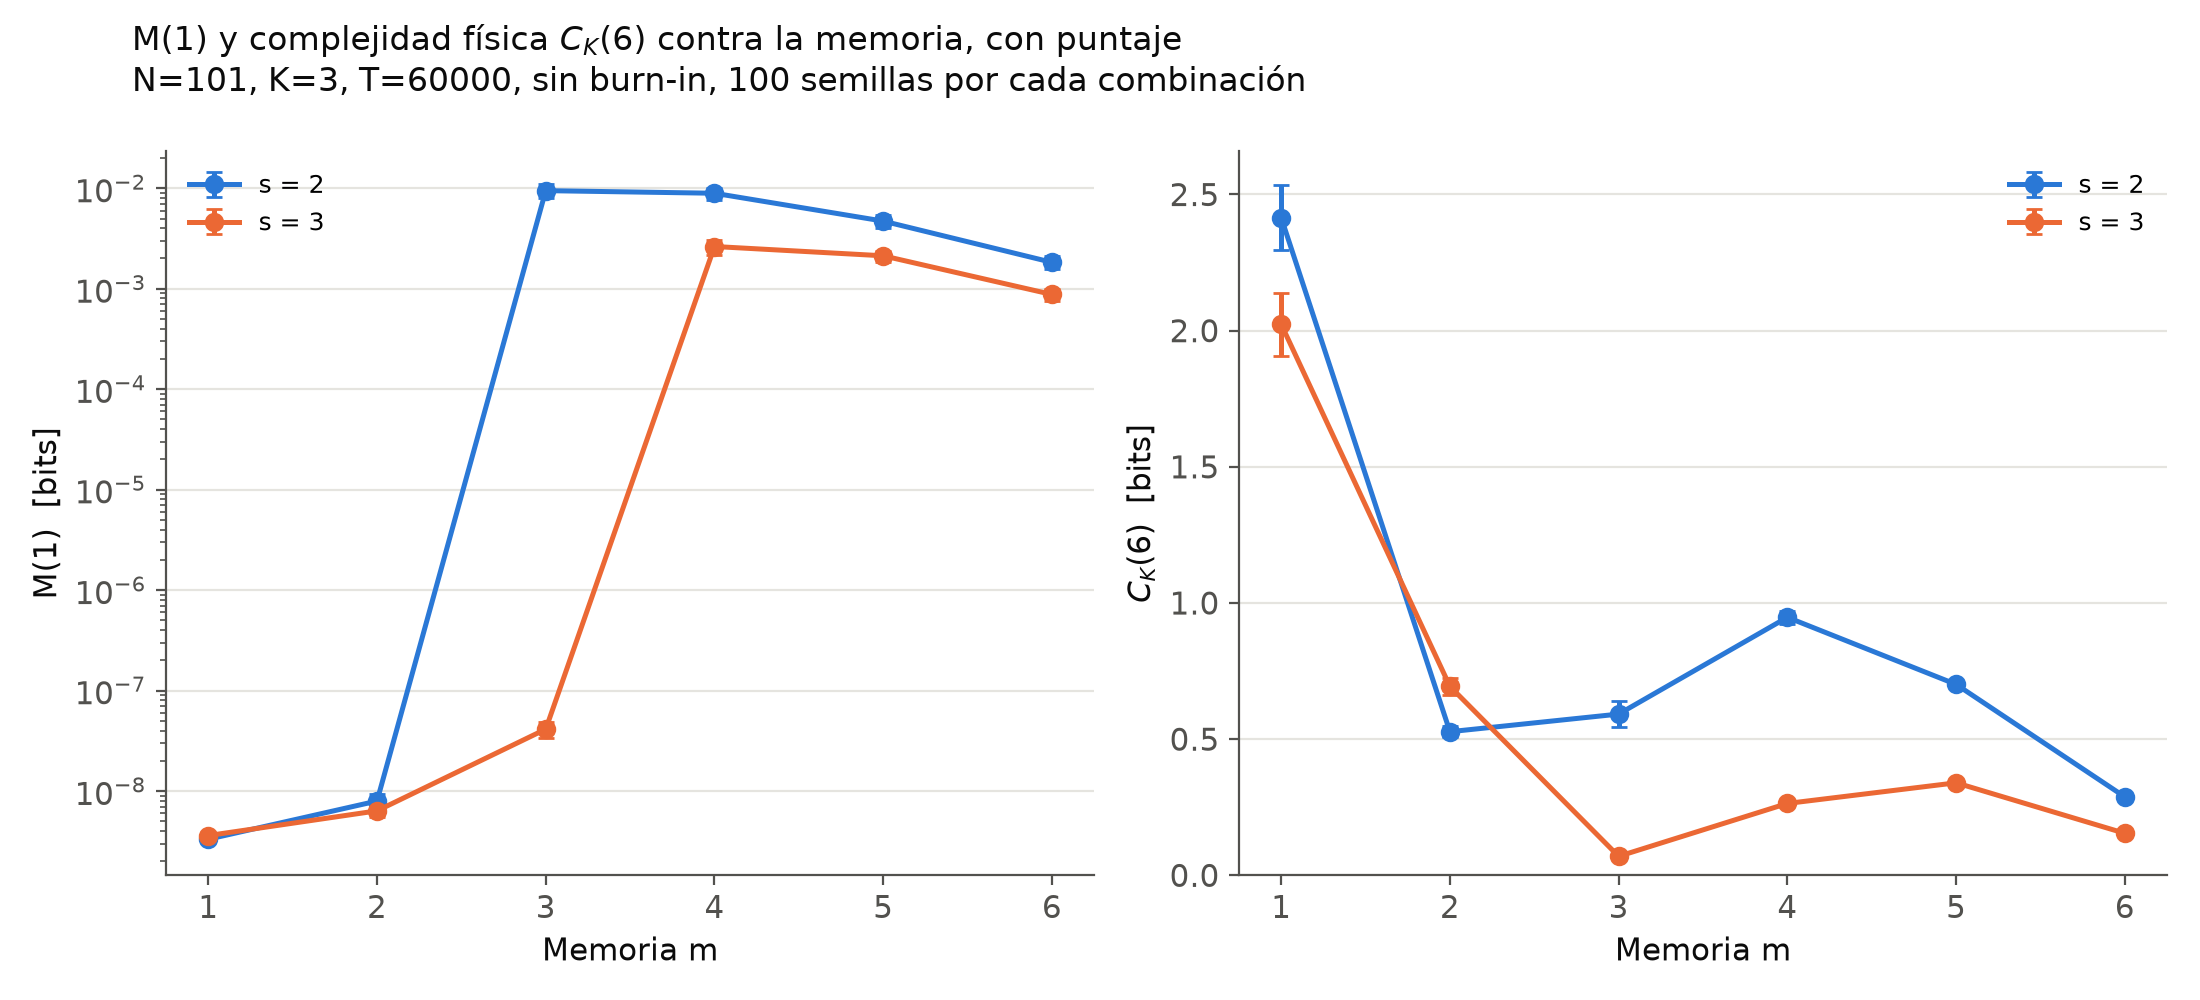 M(1) y complejidad física C_K(6) contra la memoria, con puntaje
N=101, K=3, T=60000, sin burn-in, 100 semillas por cada combinación
M(1) [bits]
10⁻²
10⁻³
10⁻⁴
10⁻⁵
10⁻⁶
10⁻⁷
10⁻⁸
s = 2
s = 3
1 2 3 4 5 6
Memoria m
C_K(6) [bits]
2.5
2.0
1.5
1.0
0.5
0.0
s = 2
s = 3
1 2 3 4 5 6
Memoria m